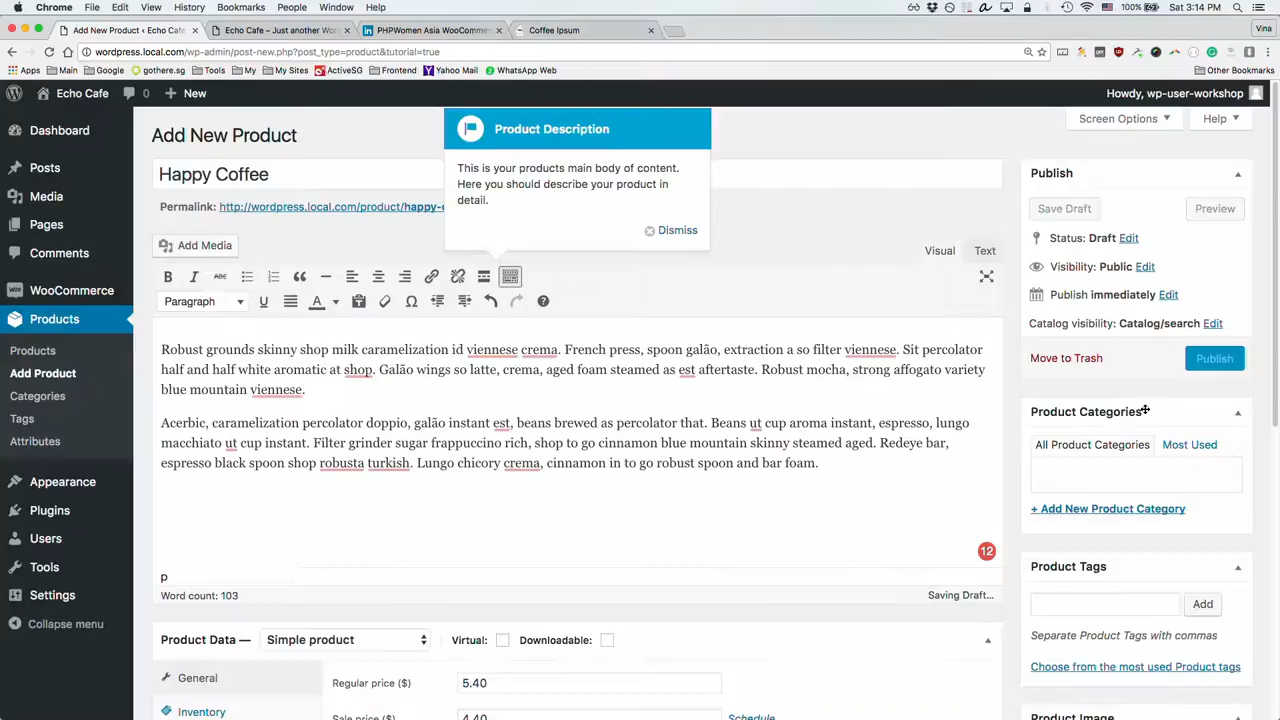 Chrome File Edit View History Bookmarks People Window Help 100% Sat 3:14 PM
Add New Product ‹ Echo Cafe Echo Cafe – Just another Wor PHPWomen Asia WooComme Coffee Ipsum Vina
wordpress.local.com/wp-admin/post-new.php?post_type=product&tutorial=true
Apps Main Google gothere.sg Tools My My Sites ActiveSG Frontend Yahoo Mail WhatsApp Web Other Bookmarks
Echo Cafe 0 New Howdy, wp-user-workshop
Screen Options Help
Dashboard
Posts
Media
Pages
Comments
WooCommerce
Products
Products
Add Product
Categories
Tags
Attributes
Appearance
Plugins
Users
Tools
Settings
Collapse menu
Add New Product
Happy Coffee
Permalink: http://wordpress.local.com/product/happy-c
Product Description
This is your products main body of content.
Here you should describe your product in
detail.
Dismiss
Add Media
Visual Text
B I ABC
Paragraph U A
Robust grounds skinny shop milk caramelization id viennese crema. French press, spoon galão, extraction a so filter viennese. Sit percolator
half and half white aromatic at shop. Galão wings so latte, crema, aged foam steamed as est aftertaste. Robust mocha, strong affogato variety
blue mountain viennese.
Acerbic, caramelization percolator doppio, galão instant est, beans brewed as percolator that. Beans ut cup aroma instant, espresso, lungo
macchiato ut cup instant. Filter grinder sugar frappuccino rich, shop to go cinnamon blue mountain skinny steamed aged. Redeye bar,
espresso black spoon shop robusta turkish. Lungo chicory crema, cinnamon in to go robust spoon and bar foam.
12
p
Word count: 103 Saving Draft...
Product Data — Simple product Virtual: Downloadable:
General
Inventory
Regular price ($) 5.40
Sale price ($) 4.40 Schedule
Publish
Save Draft Preview
Status: Draft Edit
Visibility: Public Edit
Publish immediately Edit
Catalog visibility: Catalog/search Edit
Move to Trash Publish
Product Categories
All Product Categories Most Used
+ Add New Product Category
Product Tags
Add
Separate Product Tags with commas
Choose from the most used Product tags
Product Image